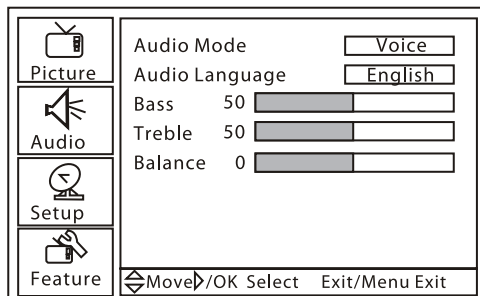 Picture
Audio
Setup
Feature
Audio Mode Voice
Audio Language English
Bass 50
Treble 50
Balance 0
Move /OK Select Exit/Menu Exit